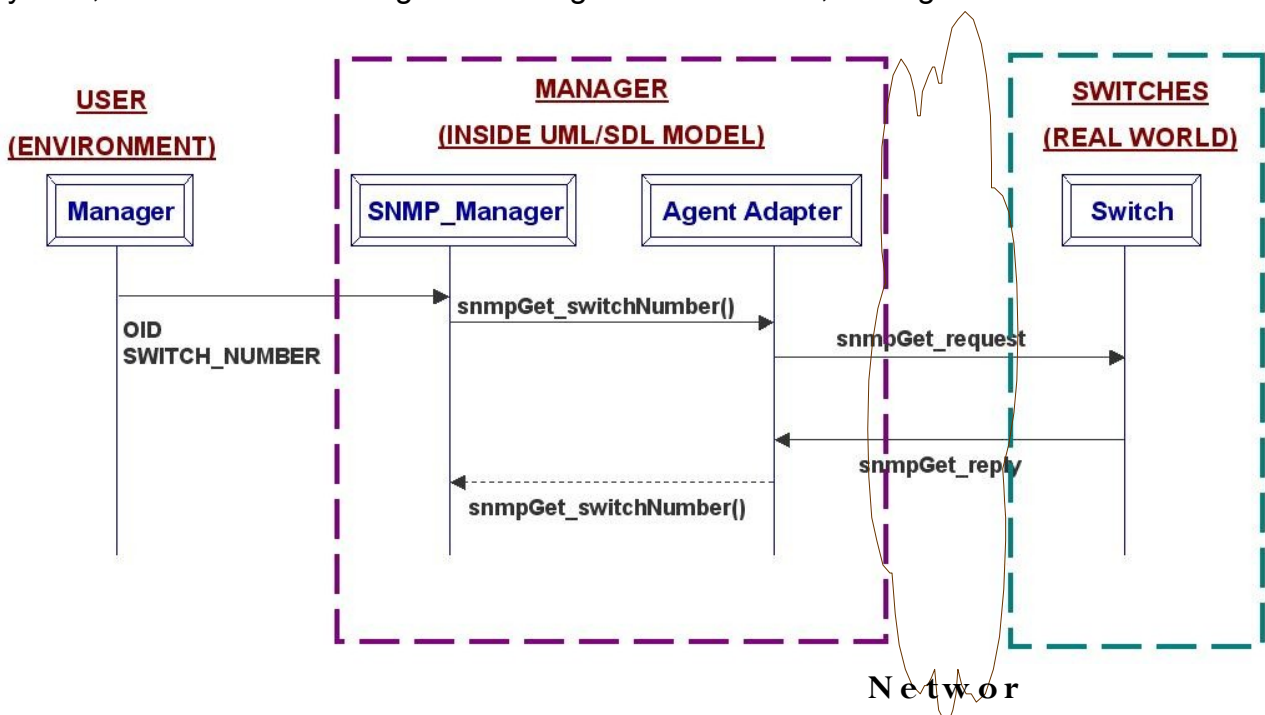 USER
(ENVIRONMENT)
MANAGER
(INSIDE UML/SDL MODEL)
SWITCHES
(REAL WORLD)
Manager
SNMP_Manager
Agent Adapter
Switch
OID
SWITCH_NUMBER
snmpGet_switchNumber()
snmpGet_request
snmpGet_reply
snmpGet_switchNumber()
Networ